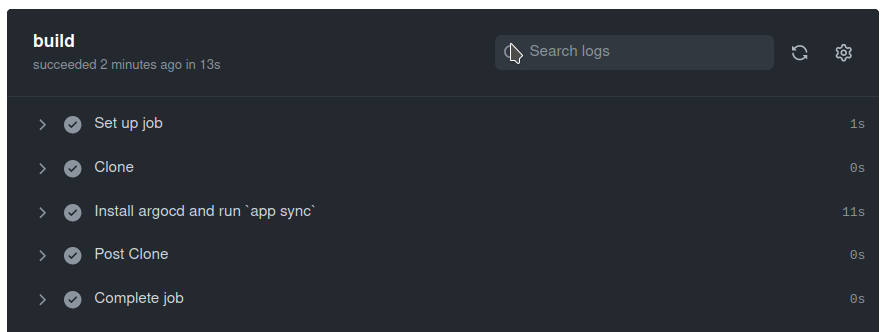 build
succeeded 2 minutes ago in 13s
Search logs
Set up job 1s
Clone 0s
Install argocd and run `app sync` 11s
Post Clone 0s
Complete job 0s